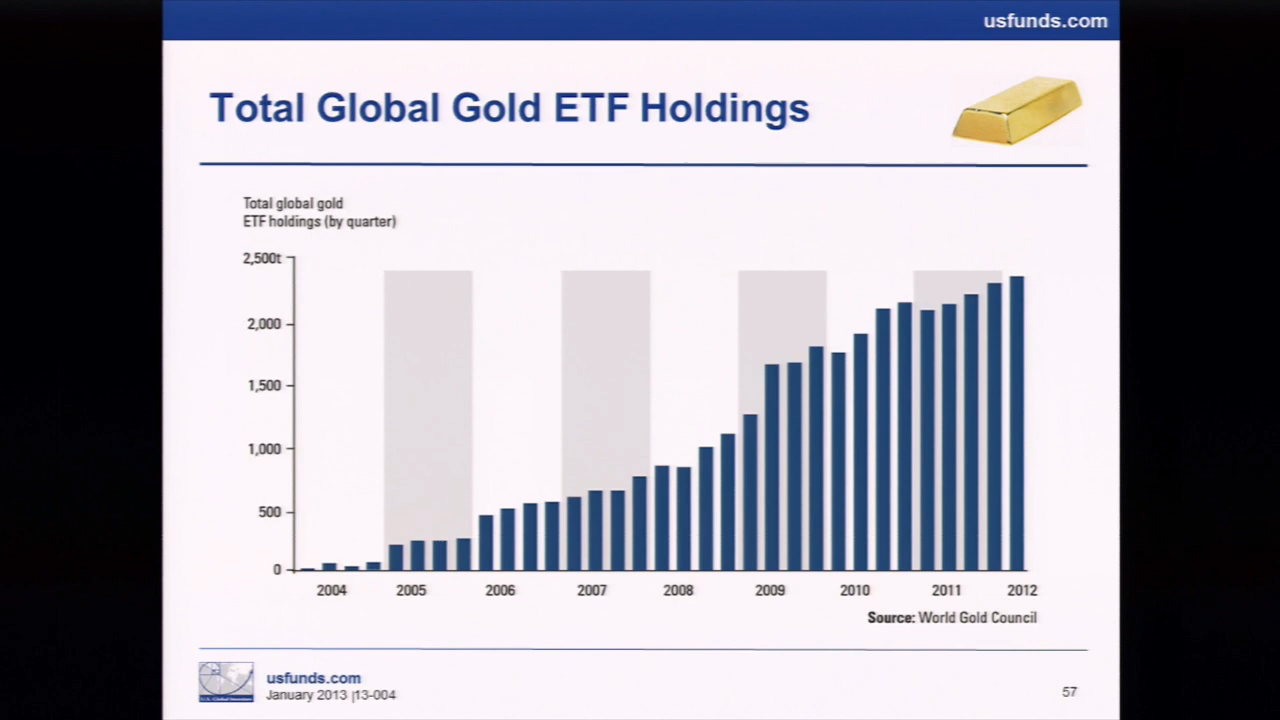 usfunds.com
Total Global Gold ETF Holdings
Total global gold
ETF holdings (by quarter)
2,500t
2,000
1,500
1,000
500
0
2004 2005 2006 2007 2008 2009 2010 2011 2012
Source: World Gold Council
U.S. Global Investors
usfunds.com
January 2013 |13-004
57